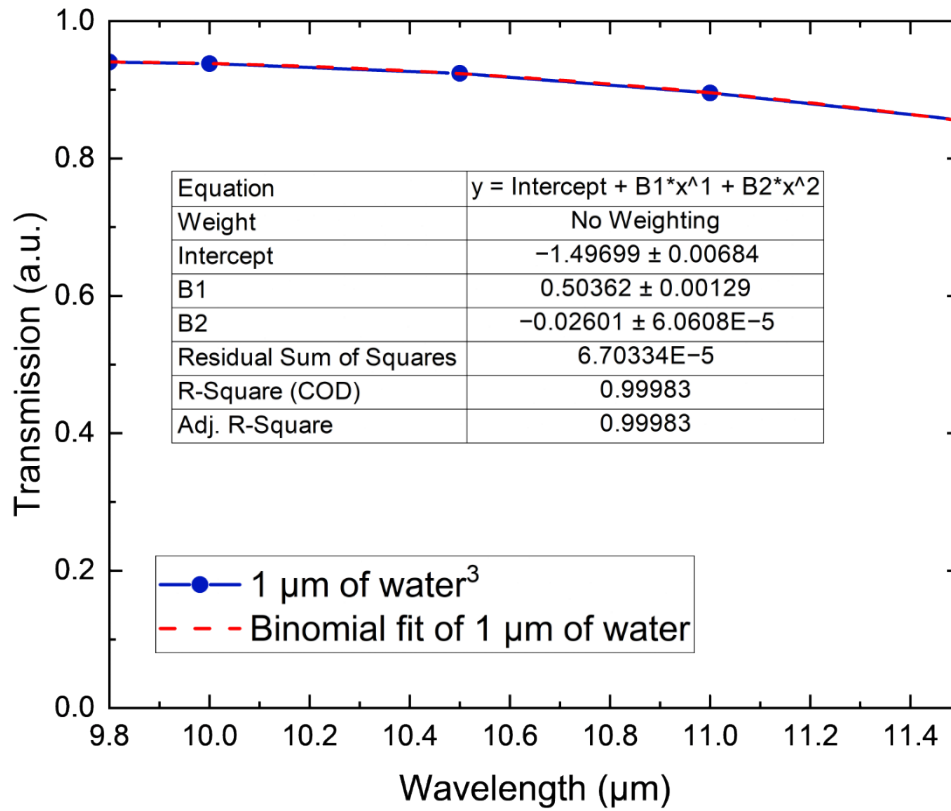 1.0
0.8
0.6
0.4
0.2
0.0
Transmission (a.u.)
Equation y = Intercept + B1*x^1 + B2*x^2
Weight No Weighting
Intercept −1.49699 ± 0.00684
B1 0.50362 ± 0.00129
B2 −0.02601 ± 6.0608E−5
Residual Sum of Squares 6.70334E−5
R-Square (COD) 0.99983
Adj. R-Square 0.99983
1 µm of water³
Binomial fit of 1 µm of water
9.8 10.0 10.2 10.4 10.6 10.8 11.0 11.2 11.4
Wavelength (µm)